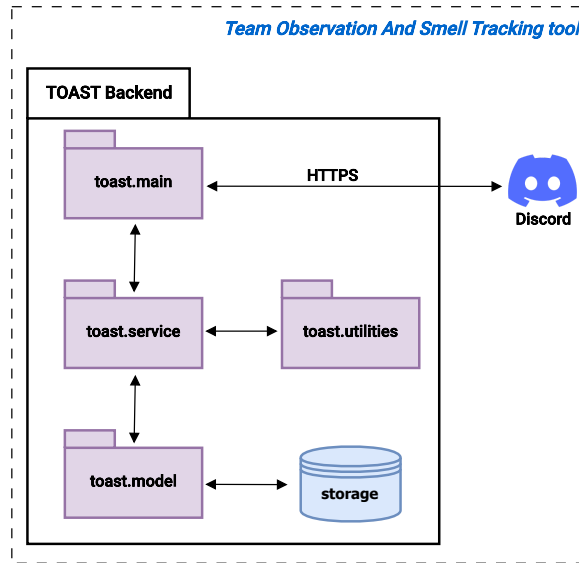 Team Observation And Smell Tracking tool
TOAST Backend
toast.main
HTTPS
Discord
toast.service
toast.utilities
toast.model
storage